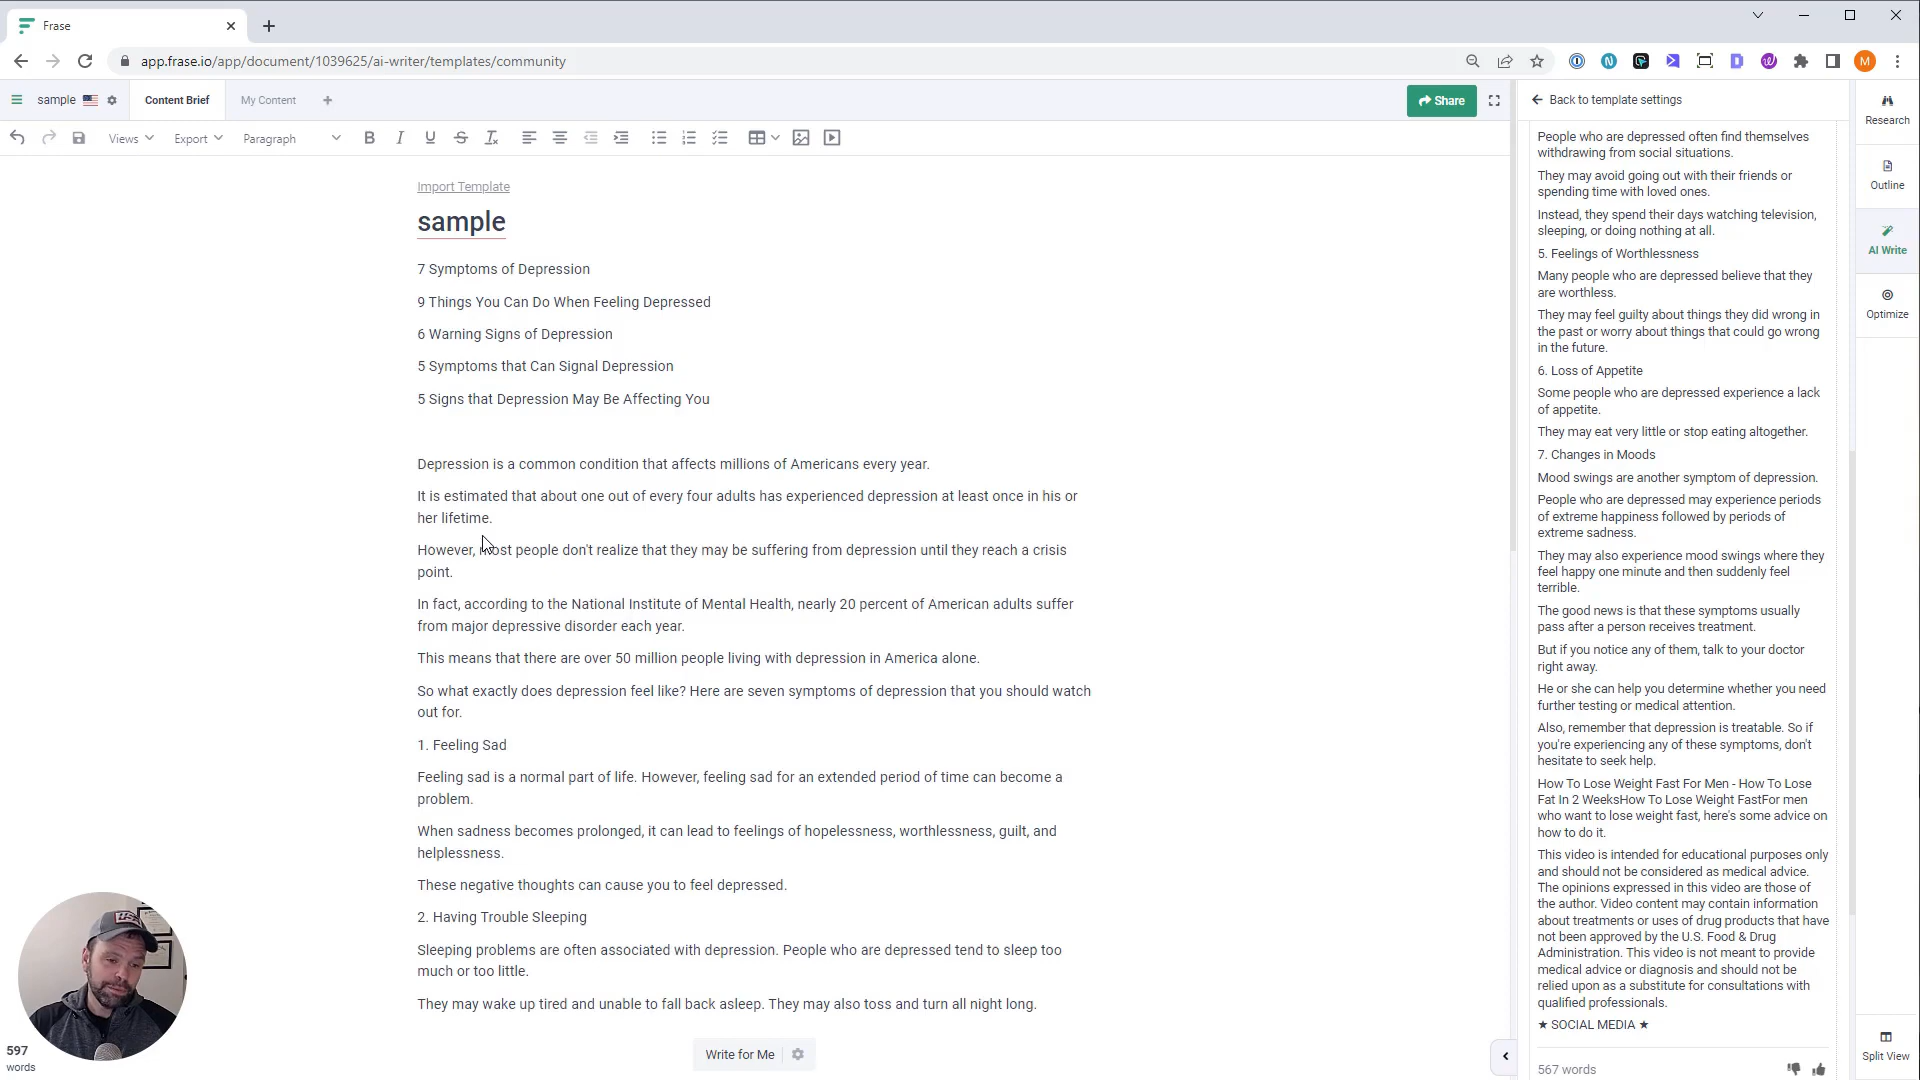 Frase
app.frase.io/app/document/1039625/ai-writer/templates/community
M
sample
Content Brief
My Content
Share
Back to template settings
Research
Views
Export
Paragraph
Import Template
sample
7 Symptoms of Depression
9 Things You Can Do When Feeling Depressed
6 Warning Signs of Depression
5 Symptoms that Can Signal Depression
5 Signs that Depression May Be Affecting You
Depression is a common condition that affects millions of Americans every year.
It is estimated that about one out of every four adults has experienced depression at least once in his or
her lifetime.
However, most people don't realize that they may be suffering from depression until they reach a crisis
point.
In fact, according to the National Institute of Mental Health, nearly 20 percent of American adults suffer
from major depressive disorder each year.
This means that there are over 50 million people living with depression in America alone.
So what exactly does depression feel like? Here are seven symptoms of depression that you should watch
out for.
1. Feeling Sad
Feeling sad is a normal part of life. However, feeling sad for an extended period of time can become a
problem.
When sadness becomes prolonged, it can lead to feelings of hopelessness, worthlessness, guilt, and
helplessness.
These negative thoughts can cause you to feel depressed.
2. Having Trouble Sleeping
Sleeping problems are often associated with depression. People who are depressed tend to sleep too
much or too little.
They may wake up tired and unable to fall back asleep. They may also toss and turn all night long.
Write for Me
597
words
People who are depressed often find themselves
withdrawing from social situations.
They may avoid going out with their friends or
spending time with loved ones.
Instead, they spend their days watching television,
sleeping, or doing nothing at all.
5. Feelings of Worthlessness
Many people who are depressed believe that they
are worthless.
They may feel guilty about things they did wrong in
the past or worry about things that could go wrong
in the future.
6. Loss of Appetite
Some people who are depressed experience a lack
of appetite.
They may eat very little or stop eating altogether.
7. Changes in Moods
Mood swings are another symptom of depression.
People who are depressed may experience periods
of extreme happiness followed by periods of
extreme sadness.
They may also experience mood swings where they
feel happy one minute and then suddenly feel
terrible.
The good news is that these symptoms usually
pass after a person receives treatment.
But if you notice any of them, talk to your doctor
right away.
He or she can help you determine whether you need
further testing or medical attention.
Also, remember that depression is treatable. So if
you're experiencing any of these symptoms, don't
hesitate to seek help.
How To Lose Weight Fast For Men - How To Lose
Fat In 2 WeeksHow To Lose Weight FastFor men
who want to lose weight fast, here's some advice on
how to do it.
This video is intended for educational purposes only
and should not be considered as medical advice.
The opinions expressed in this video are those of
the author. Video content may contain information
about treatments or uses of drug products that have
not been approved by the U.S. Food & Drug
Administration. This video is not meant to provide
medical advice or diagnosis and should not be
relied upon as a substitute for consultations with
qualified professionals.
★ SOCIAL MEDIA ★
567 words
Outline
AI Write
Optimize
Split View